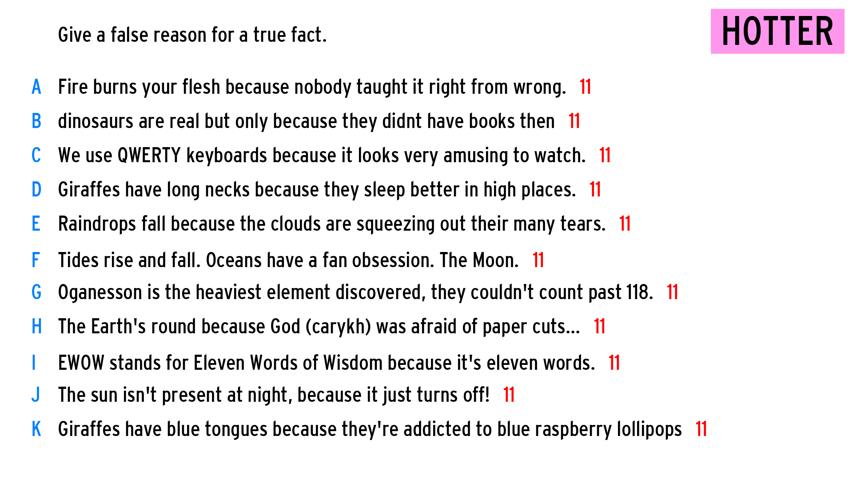 Give a false reason for a true fact.
HOTTER
A Fire burns your flesh because nobody taught it right from wrong. 11
B dinosaurs are real but only because they didnt have books then 11
C We use QWERTY keyboards because it looks very amusing to watch. 11
D Giraffes have long necks because they sleep better in high places. 11
E Raindrops fall because the clouds are squeezing out their many tears. 11
F Tides rise and fall. Oceans have a fan obsession. The Moon. 11
G Oganesson is the heaviest element discovered, they couldn't count past 118. 11
H The Earth's round because God (carykh) was afraid of paper cuts... 11
I EWOW stands for Eleven Words of Wisdom because it's eleven words. 11
J The sun isn't present at night, because it just turns off! 11
K Giraffes have blue tongues because they're addicted to blue raspberry lollipops 11